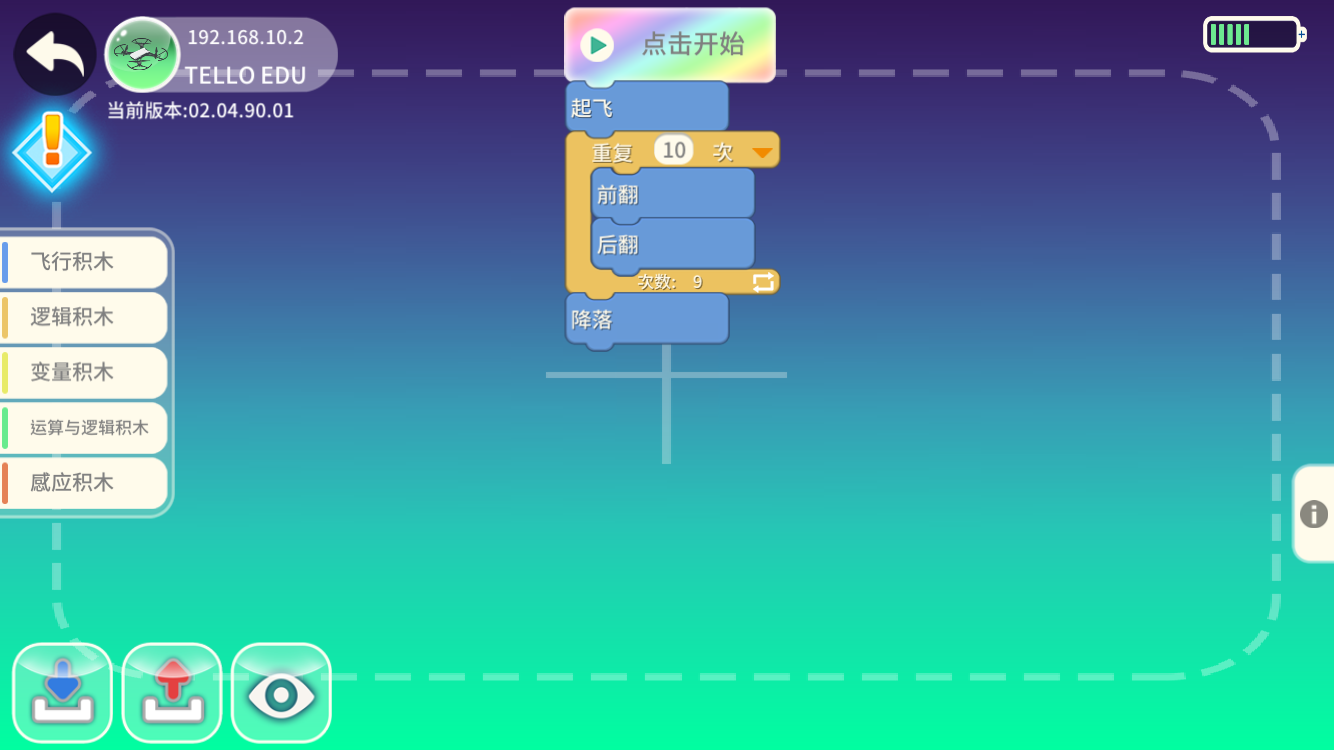 192.168.10.2
TELLO EDU
当前版本:02.04.90.01
点击开始
起飞
重复 10 次
前翻
后翻
次数: 9
降落
飞行积木
逻辑积木
变量积木
运算与逻辑积木
感应积木